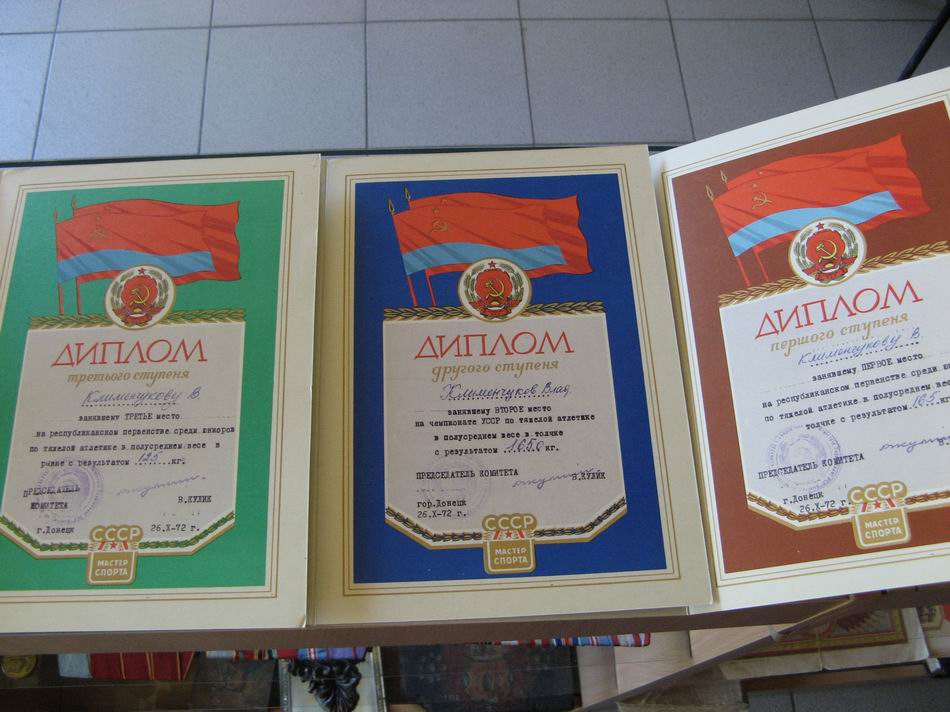 ДИПЛОМ
третього ступеня
Клименчукову В
занявшему ТРЕТЬЕ место
на республиканском первенстве среди юниоров
по тяжелой атлетике в полусреднем весе в
рывке с результатом 125 кг.
ПРЕДСЕДАТЕЛЬ
КОМИТЕТА
В.КУЛИК
г.Донецк 26.X-72 г.
СССР
МАСТЕР
СПОРТА
ДИПЛОМ
другого ступеня
Клименчуков Влад
занявшему ВТОРОЕ место
на чемпионате УССР по тяжелой атлетике
в полусреднем весе в толчке
с результатом 165,0 кг.
ПРЕДСЕДАТЕЛЬ КОМИТЕТА
В.КУЛИК
гор.Донецк
26.X-72 г.
СССР
МАСТЕР
СПОРТА
ДИПЛОМ
першого ступеня
Клименчукову В
занявшему ПЕРВОЕ место
на республиканском первенстве среди
по тяжелой атлетике в полусреднем весе
толчке с результатом 165 кг
ПРЕДСЕДАТЕЛЬ КОМИТЕТА
г.Донецк
26.X-72 г.
СССР
МАСТЕР
СПОРТА